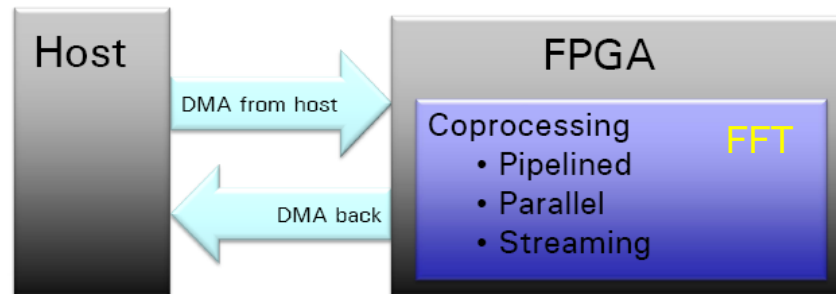 Host
FPGA
DMA from host
DMA back
Coprocessing
FFT
• Pipelined
• Parallel
• Streaming